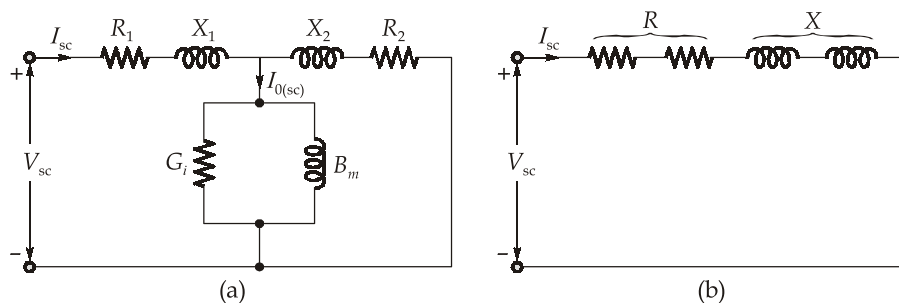 I_sc R_1 X_1 X_2 R_2
I_0(sc)
+
V_sc
G_i B_m
–
(a)
I_sc R X
+
V_sc
–
(b)